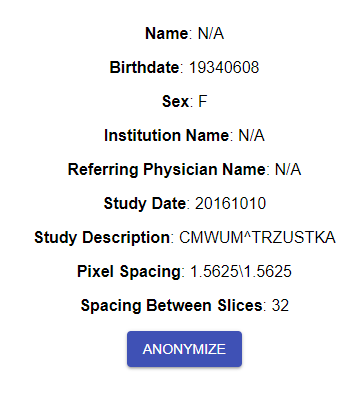 Name: N/A
Birthdate: 19340608
Sex: F
Institution Name: N/A
Referring Physician Name: N/A
Study Date: 20161010
Study Description: CMWUM^TRZUSTKA
Pixel Spacing: 1.5625\1.5625
Spacing Between Slices: 32
ANONYMIZE